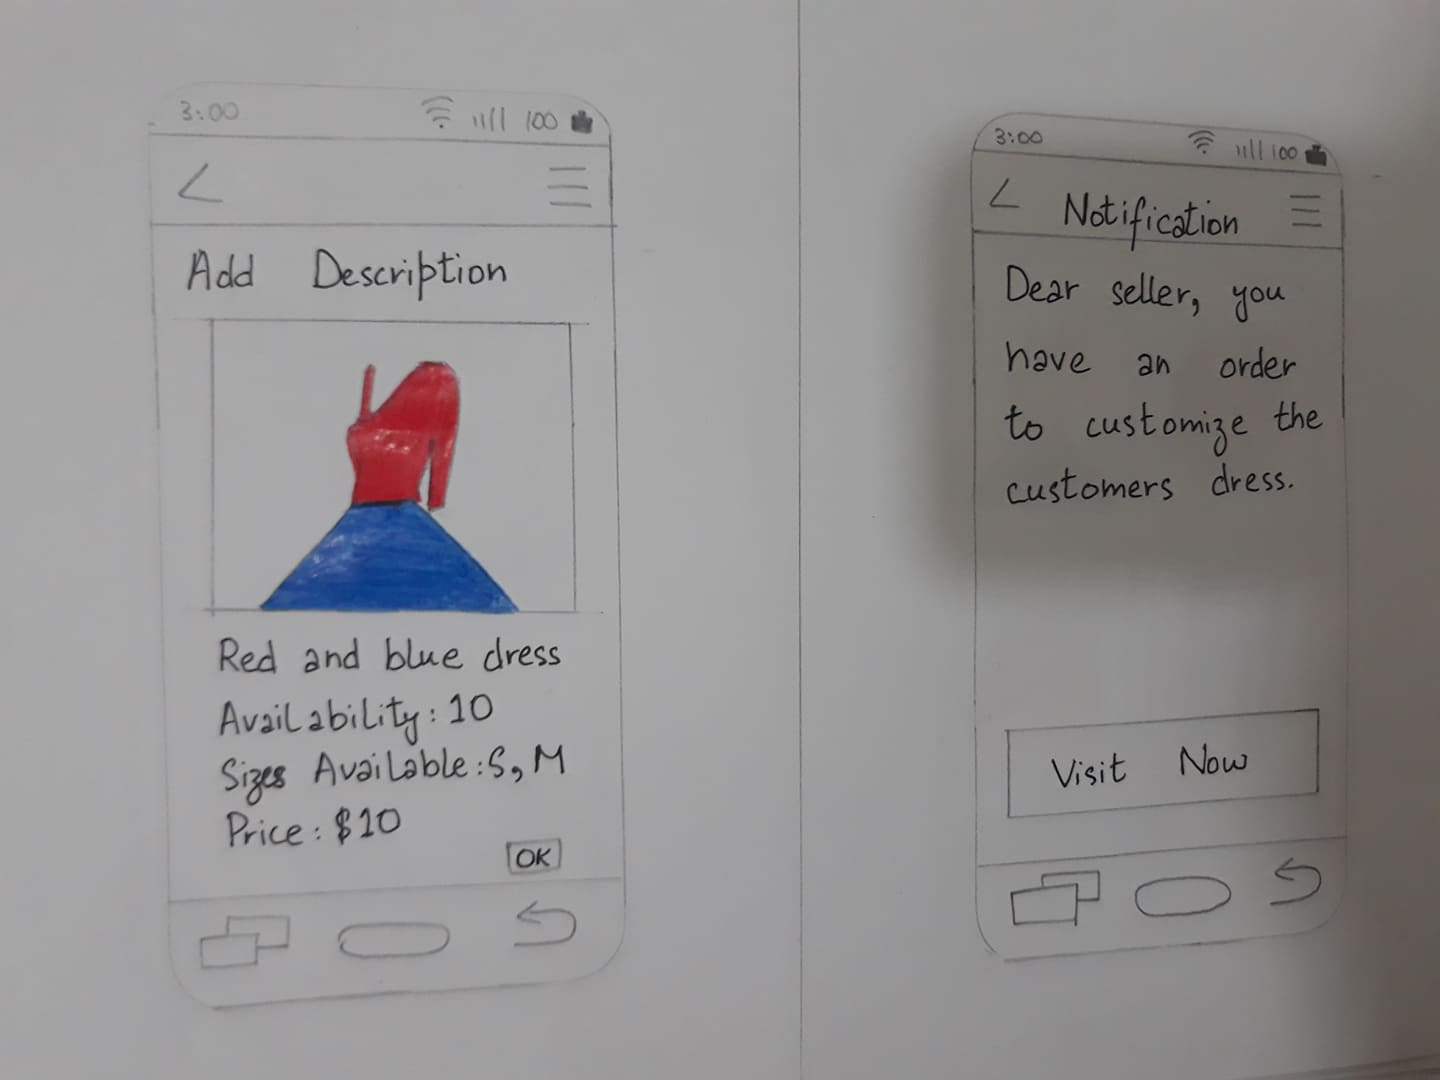 3:00 100
Add Description
Red and blue dress
Availability: 10
Sizes Available: S, M
Price: $10
OK
3:00 100
Notification
Dear seller, you
have an order
to customize the
customers dress.
Visit Now